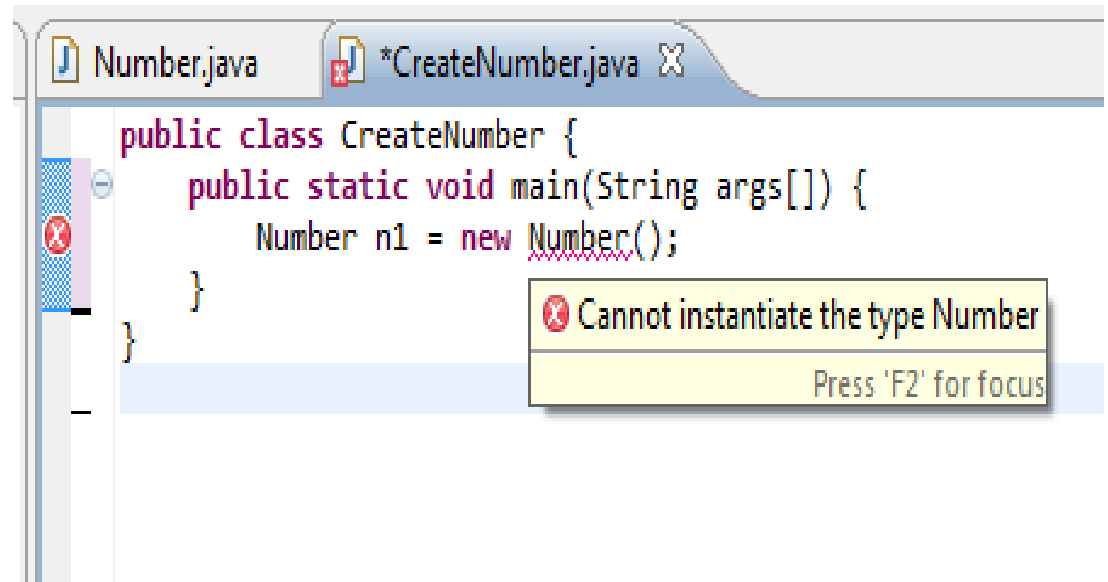 Number.java *CreateNumber.java
public class CreateNumber {
public static void main(String args[]) {
Number n1 = new Number();
}
}
Cannot instantiate the type Number
Press 'F2' for focus